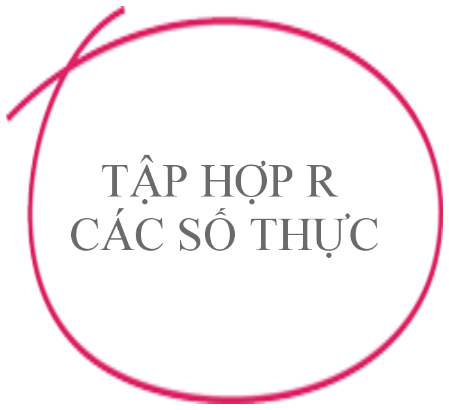 TẬP HỢP R
CÁC SỐ THỰC